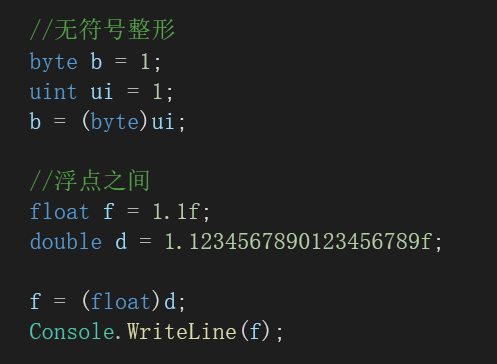 //无符号整形
byte b = 1;
uint ui = 1;
b = (byte)ui;
//浮点之间
float f = 1.1f;
double d = 1.1234567890123456789f;
f = (float)d;
Console.WriteLine(f);